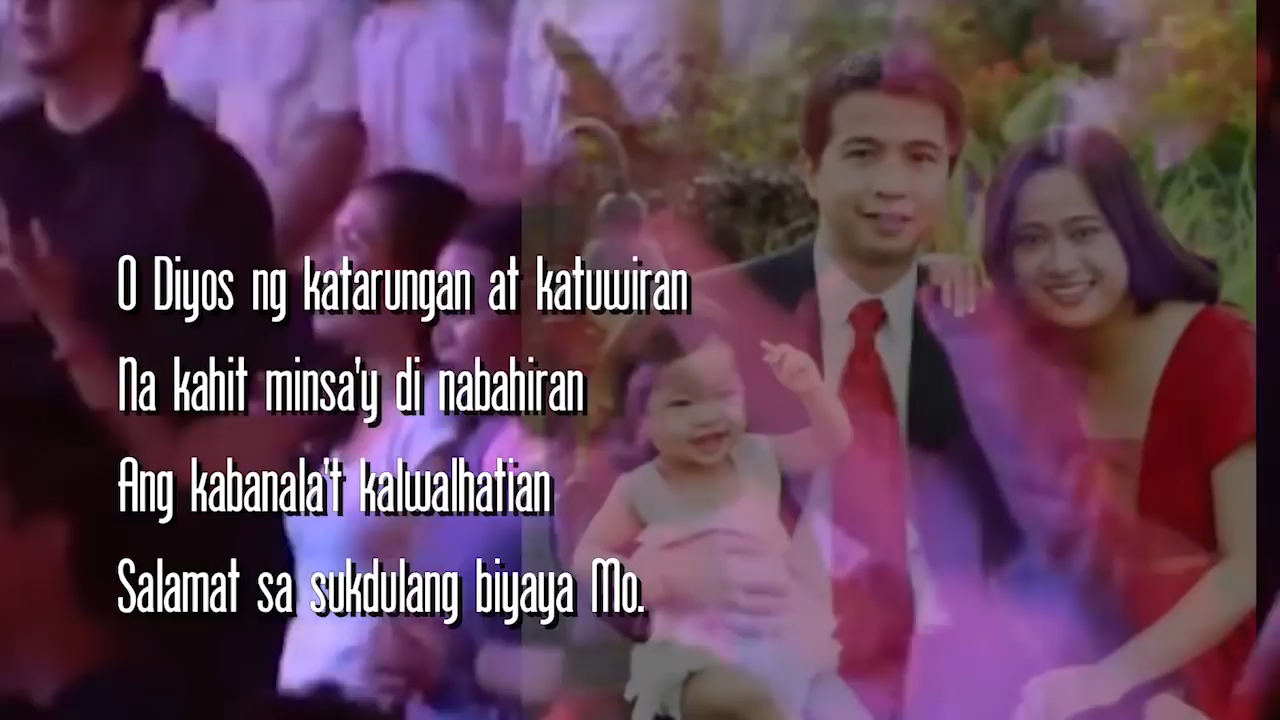 O Diyos ng katarungan at katuwiran
Na kahit minsa'y di nabahiran
Ang kabanala't kalwalhatian
Salamat sa sukdulang biyaya Mo.